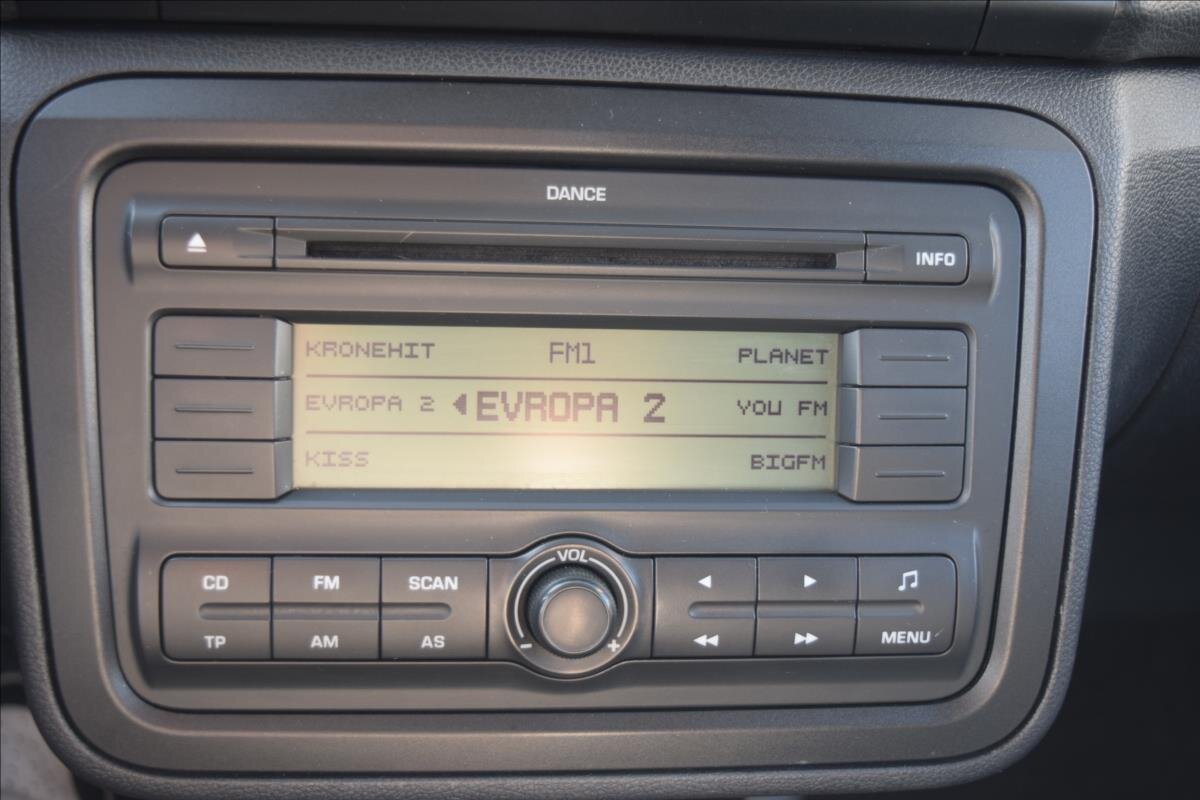 DANCE
INFO
KRONEHIT FM1 PLANET
EVROPA 2 EVROPA 2 YOU FM
KISS BIGFM
VOL
CD FM SCAN
TP AM AS - + MENU